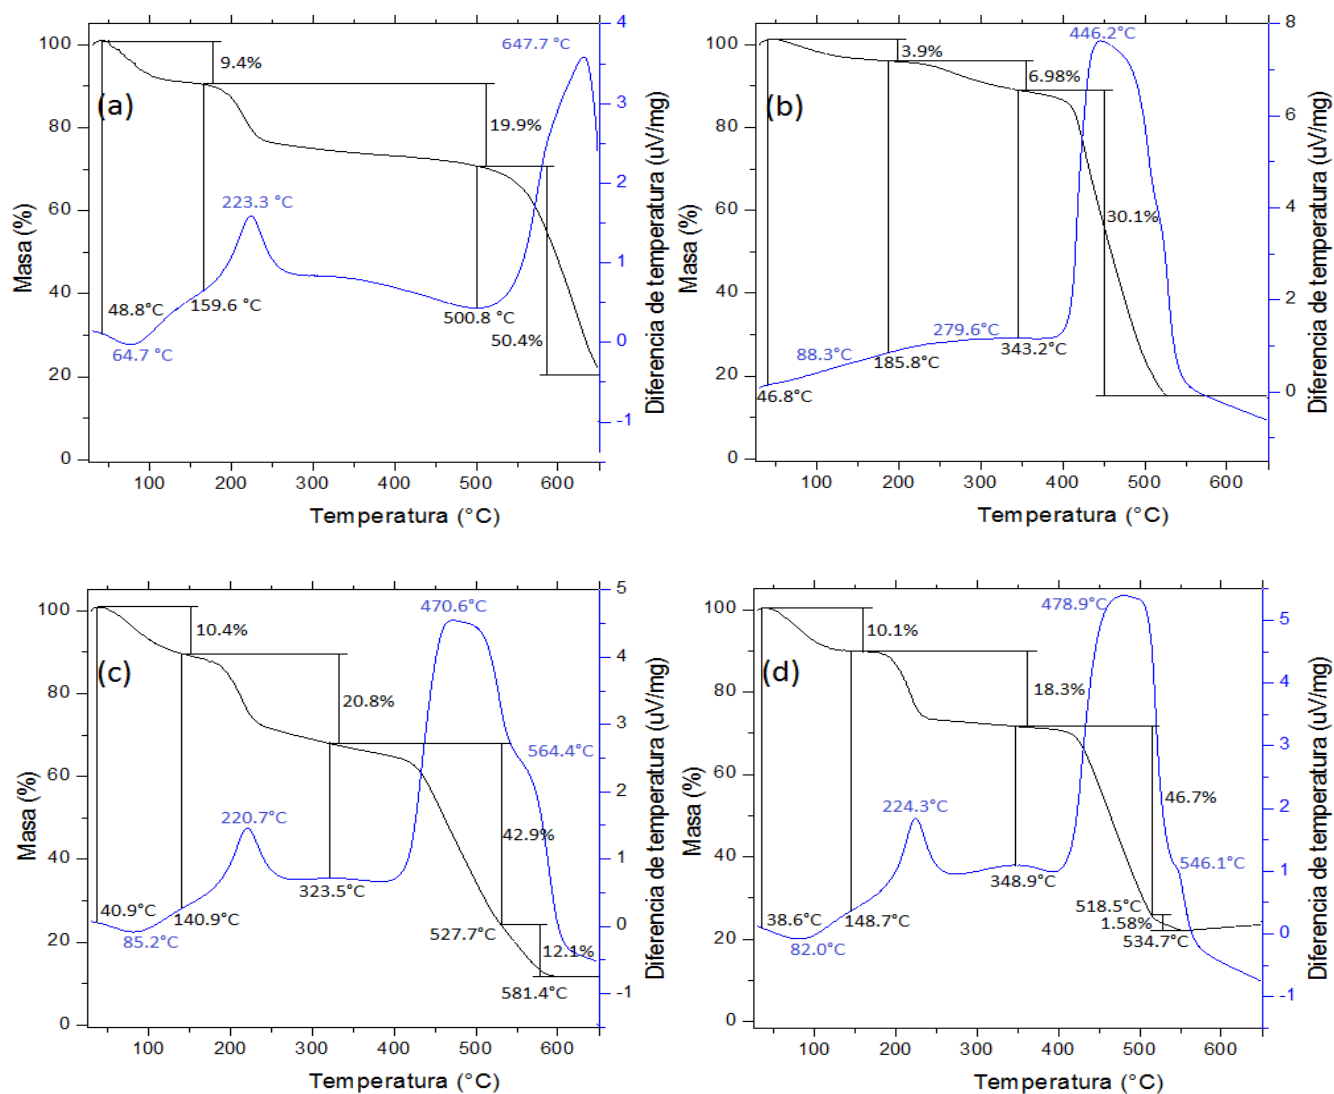 (a)
Masa (%)
100
80
60
40
20
0
9.4%
19.9%
50.4%
647.7 °C
223.3 °C
64.7 °C
48.8°C
159.6 °C
500.8 °C
4
3
2
1
0
-1
Diferencia de temperatura (uV/mg)
100 200 300 400 500 600
Temperatura (°C)
(b)
Masa (%)
100
80
60
40
20
0
3.9%
6.98%
30.1%
446.2°C
279.6°C
88.3°C
46.8°C
185.8°C
343.2°C
8
6
4
2
0
Diferencia de temperatura (uV/mg)
100 200 300 400 500 600
Temperatura (°C)
(c)
Masa (%)
100
80
60
40
20
0
10.4%
20.8%
42.9%
12.1%
470.6°C
564.4°C
220.7°C
85.2°C
40.9°C
140.9°C
323.5°C
527.7°C
581.4°C
5
4
3
2
1
0
-1
Diferencia de temperatura (uV/mg)
100 200 300 400 500 600
Temperatura (°C)
(d)
Masa (%)
100
80
60
40
20
0
10.1%
18.3%
46.7%
1.58%
478.9°C
546.1°C
224.3°C
82.0°C
38.6°C
148.7°C
348.9°C
518.5°C
534.7°C
5
4
3
2
1
0
-1
Diferencia de temperatura (uV/mg)
100 200 300 400 500 600
Temperatura (°C)